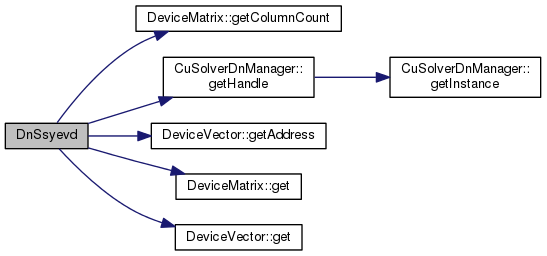 DeviceMatrix::getColumnCount
CuSolverDnManager::
getHandle
CuSolverDnManager::
getInstance
DnSsyevd
DeviceVector::getAddress
DeviceMatrix::get
DeviceVector::get